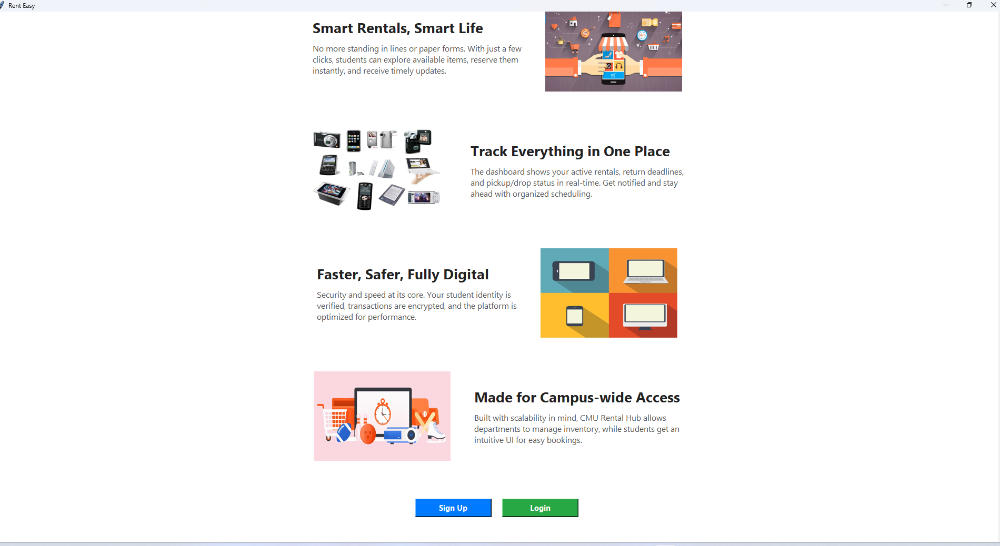 Rent Easy
Smart Rentals, Smart Life
No more standing in lines or paper forms. With just a few
clicks, students can explore available items, reserve them
instantly, and receive timely updates.
Track Everything in One Place
The dashboard shows your active rentals, return deadlines,
and pickup/drop status in real-time. Get notified and stay
ahead with organized scheduling.
Faster, Safer, Fully Digital
Security and speed at its core. Your student identity is
verified, transactions are encrypted, and the platform is
optimized for performance.
Made for Campus-wide Access
Built with scalability in mind, CMU Rental Hub allows
departments to manage inventory, while students get an
intuitive UI for easy bookings.
Sign Up
Login